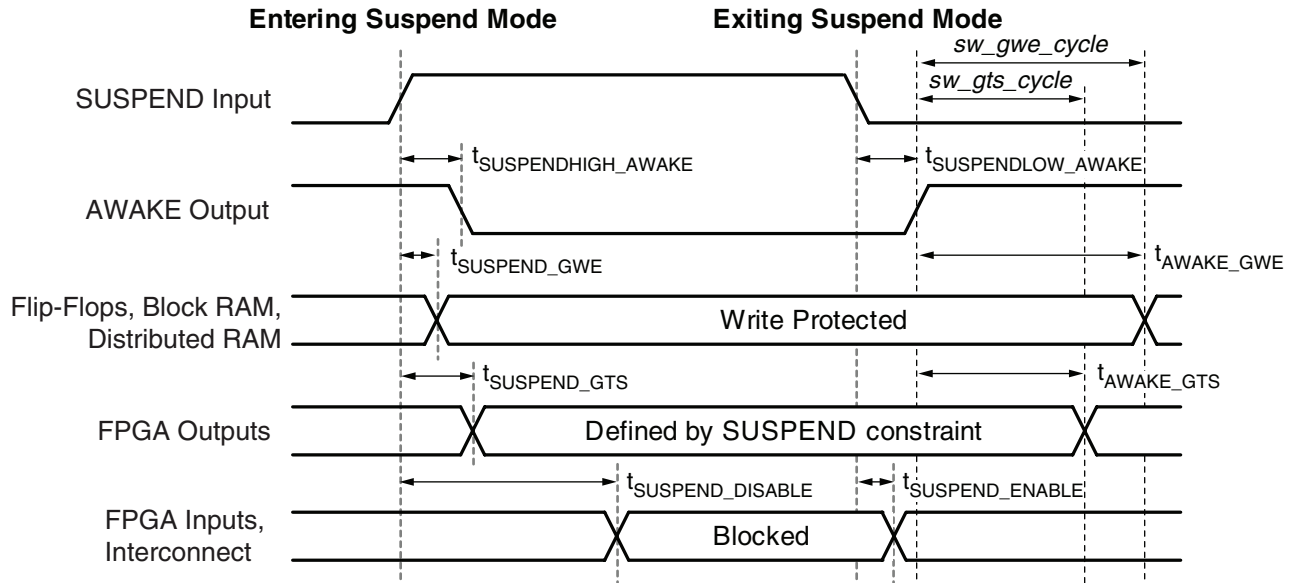 Entering Suspend Mode
Exiting Suspend Mode
sw_gwe_cycle
sw_gts_cycle
SUSPEND Input
tSUSPENDHIGH_AWAKE
tSUSPENDLOW_AWAKE
AWAKE Output
tSUSPEND_GWE
tAWAKE_GWE
Flip-Flops, Block RAM,
Distributed RAM
Write Protected
tSUSPEND_GTS
tAWAKE_GTS
FPGA Outputs
Defined by SUSPEND constraint
tSUSPEND_DISABLE
tSUSPEND_ENABLE
FPGA Inputs,
Interconnect
Blocked